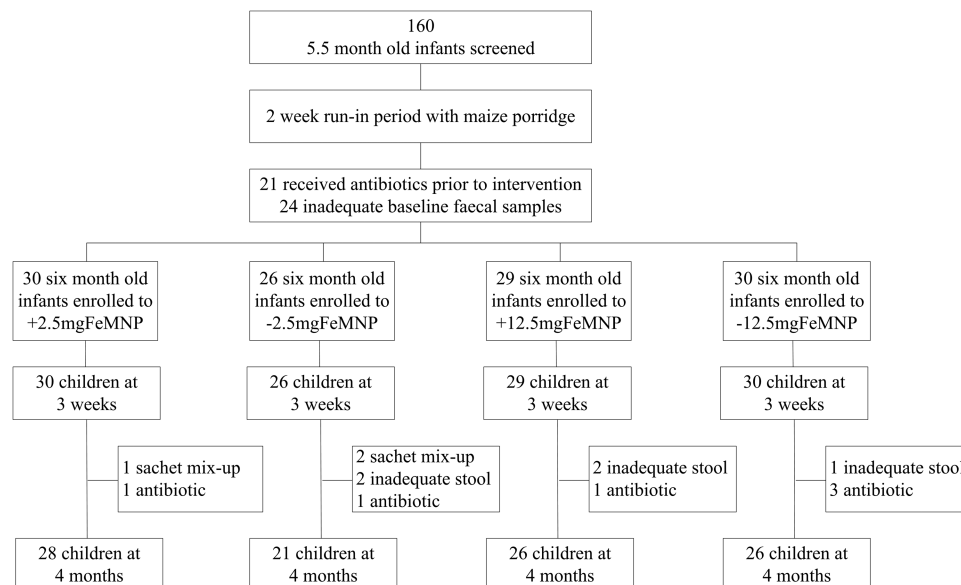 160
5.5 month old infants screened
2 week run-in period with maize porridge
21 received antibiotics prior to intervention
24 inadequate baseline faecal samples
30 six month old
infants enrolled to
+2.5mgFeMNP
26 six month old
infants enrolled to
-2.5mgFeMNP
29 six month old
infants enrolled to
+12.5mgFeMNP
30 six month old
infants enrolled to
-12.5mgFeMNP
30 children at
3 weeks
26 children at
3 weeks
29 children at
3 weeks
30 children at
3 weeks
1 sachet mix-up
1 antibiotic
2 sachet mix-up
2 inadequate stool
1 antibiotic
2 inadequate stool
1 antibiotic
1 inadequate stool
3 antibiotic
28 children at
4 months
21 children at
4 months
26 children at
4 months
26 children at
4 months